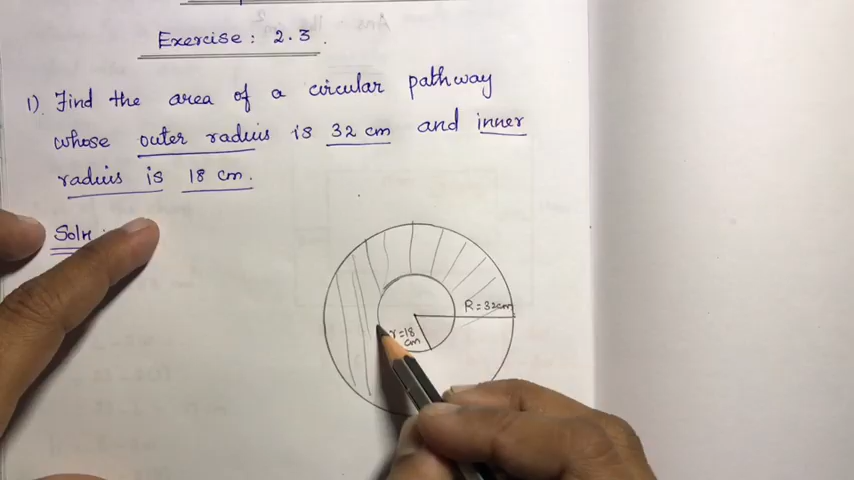 Exercise: 2.3.
1). Find the area of a circular pathway
whose outer radius is 32 cm and inner
radius is 18 cm.
Soln:
R=32cm
r=18
cm